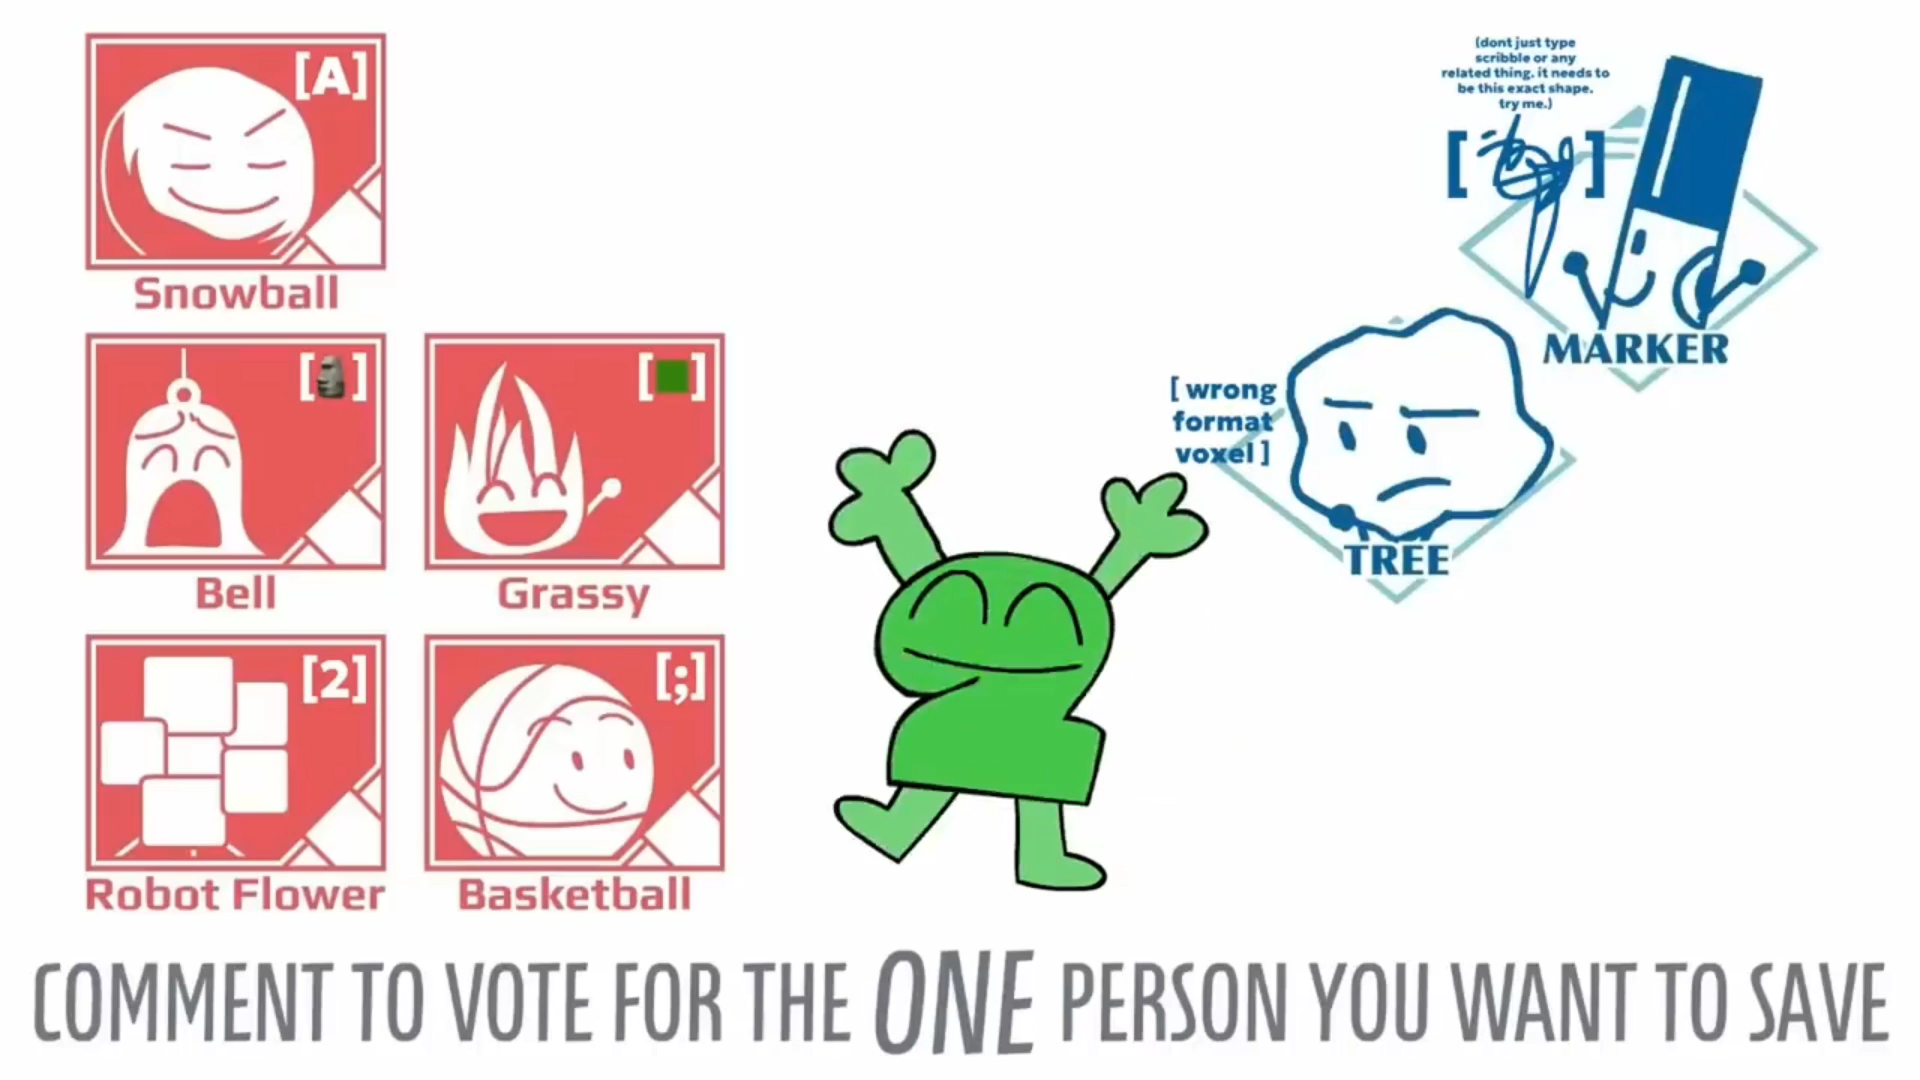 [A]
Snowball
[🗿]
Bell
[🟩]
Grassy
[2]
Robot Flower
[;]
Basketball
(dont just type
scribble or any
related thing. it needs to
be this exact shape.
try me.)
[ ]
MARKER
[ wrong
format
voxel ]
TREE
COMMENT TO VOTE FOR THE ONE PERSON YOU WANT TO SAVE